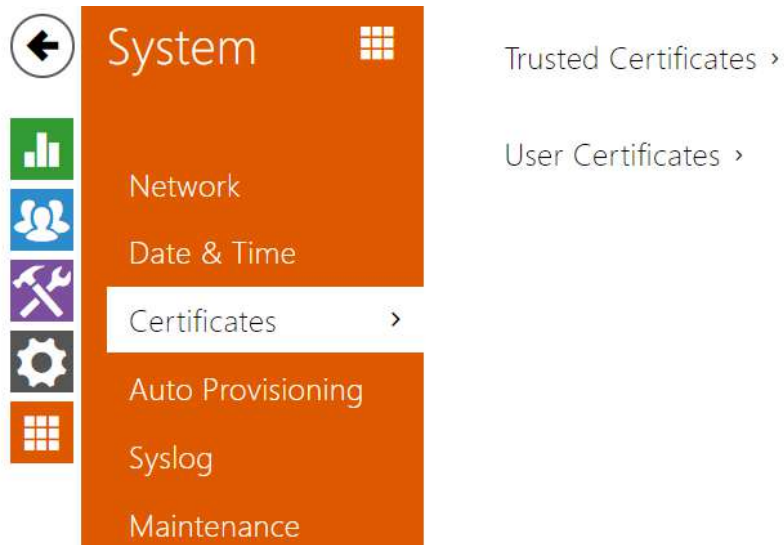 System
Network
Date & Time
Certificates
Auto Provisioning
Syslog
Maintenance
Trusted Certificates
User Certificates